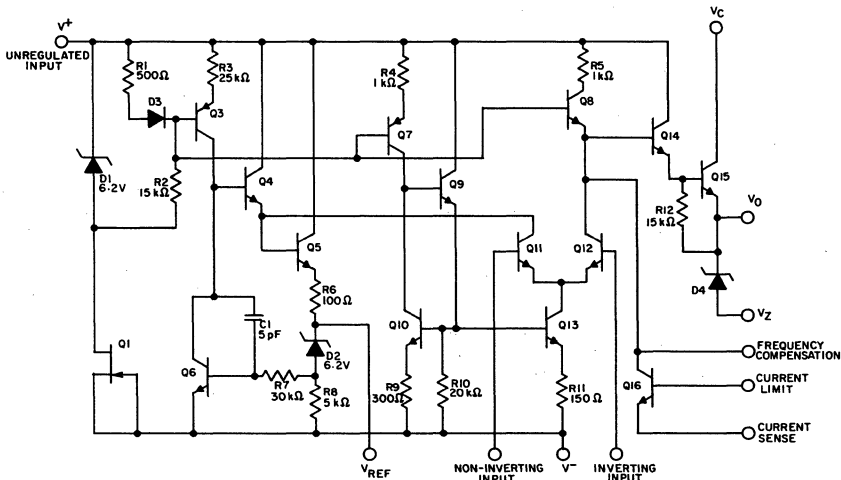 V+
UNREGULATED
INPUT
R1
500Ω
R3
25kΩ
D3
Q3
D1
6.2V
R2
15kΩ
Q4
Q5
R4
1kΩ
Q7
Q9
R5
1kΩ
Q8
Q14
VC
Q15
R12
15kΩ
VO
D4
VZ
Q11
Q12
R6
100Ω
C1
5pF
Q1
Q6
D2
6.2V
R7
30kΩ
R8
5kΩ
Q10
Q13
R9
300Ω
R10
20kΩ
R11
150Ω
FREQUENCY
COMPENSATION
Q16
CURRENT
LIMIT
CURRENT
SENSE
VREF
NON-INVERTING
INPUT
V-
INVERTING
INPUT